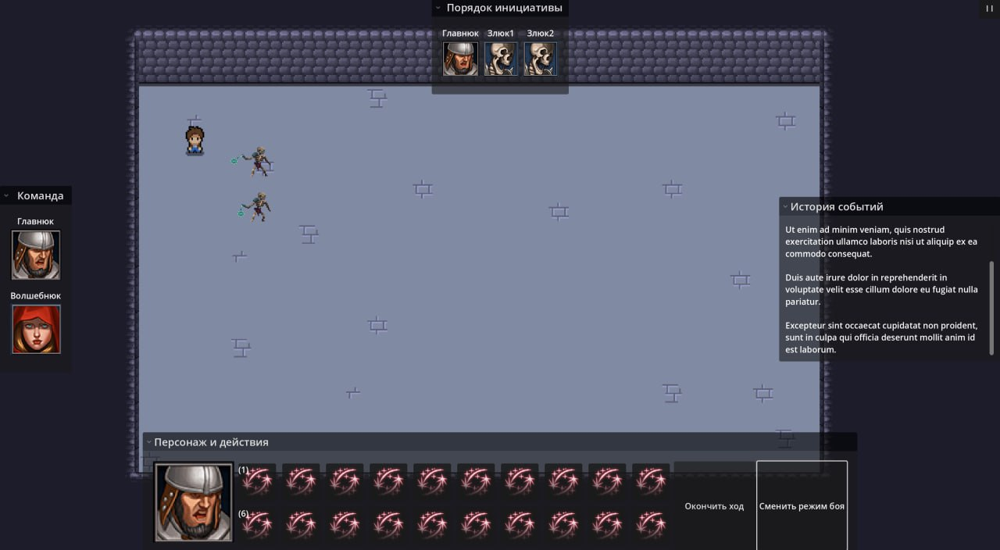 Порядок инициативы
Главнюк Злюк1 Злюк2
Команда
Главнюк
Волшебнюк
История событий
Ut enim ad minim veniam, quis nostrud
exercitation ullamco laboris nisi ut aliquip ex ea
commodo consequat.
Duis aute irure dolor in reprehenderit in
voluptate velit esse cillum dolore eu fugiat nulla
pariatur.
Excepteur sint occaecat cupidatat non proident,
sunt in culpa qui officia deserunt mollit anim id
est laborum.
Персонаж и действия
(1)
(6)
Окончить ход
Сменить режим боя